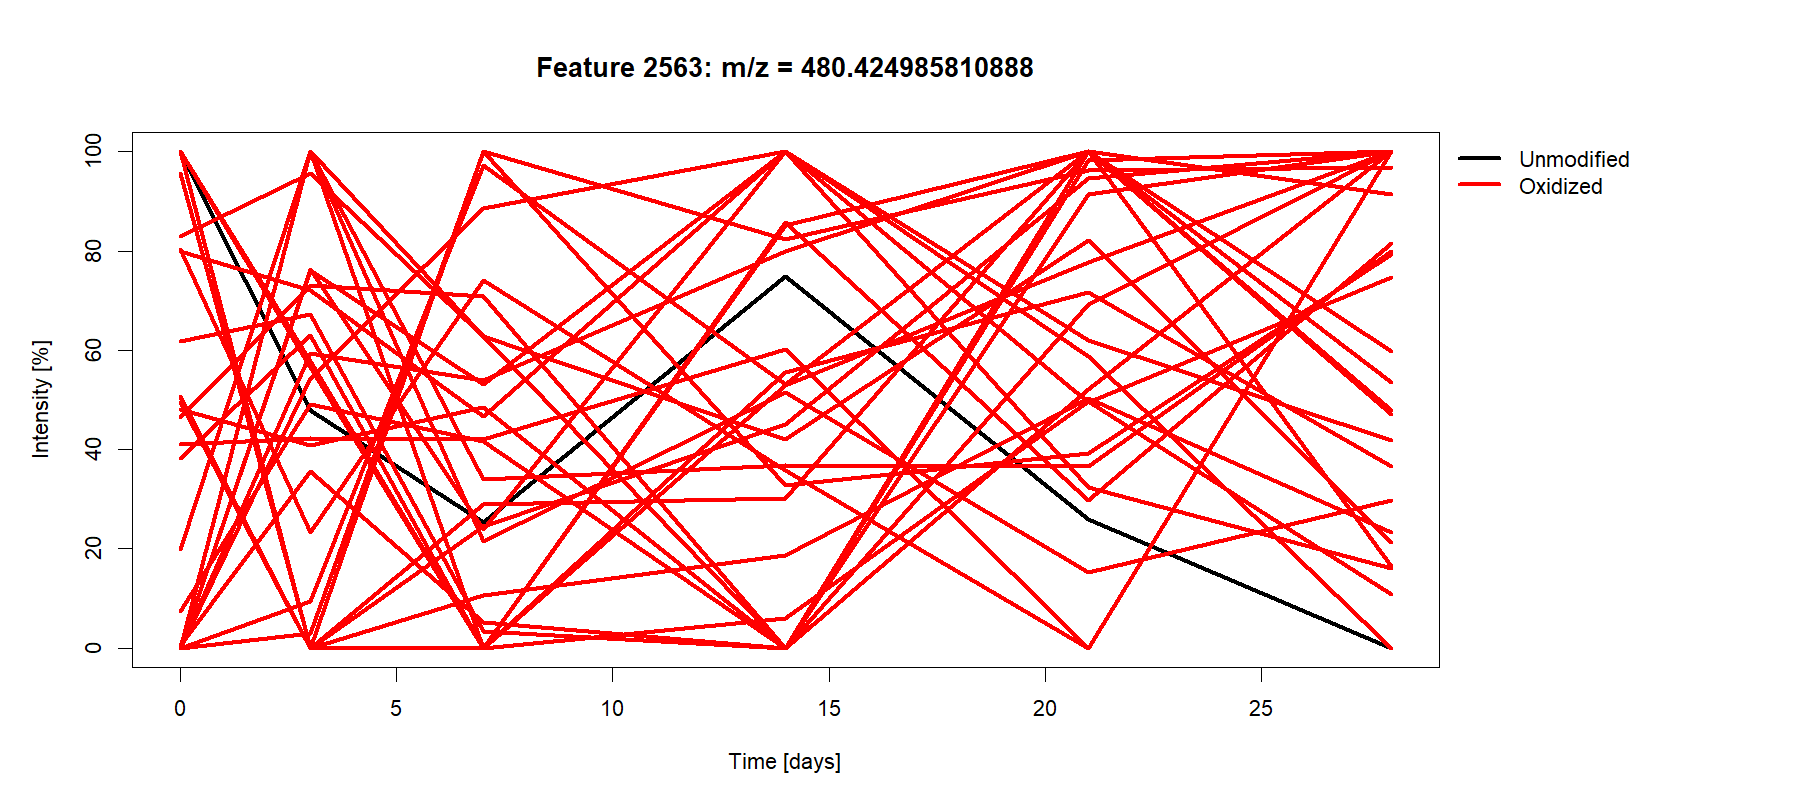 Feature 2563: m/z = 480.424985810888
Unmodified
Oxidized
Intensity [%]
100
80
60
40
20
0
0 5 10 15 20 25
Time [days]